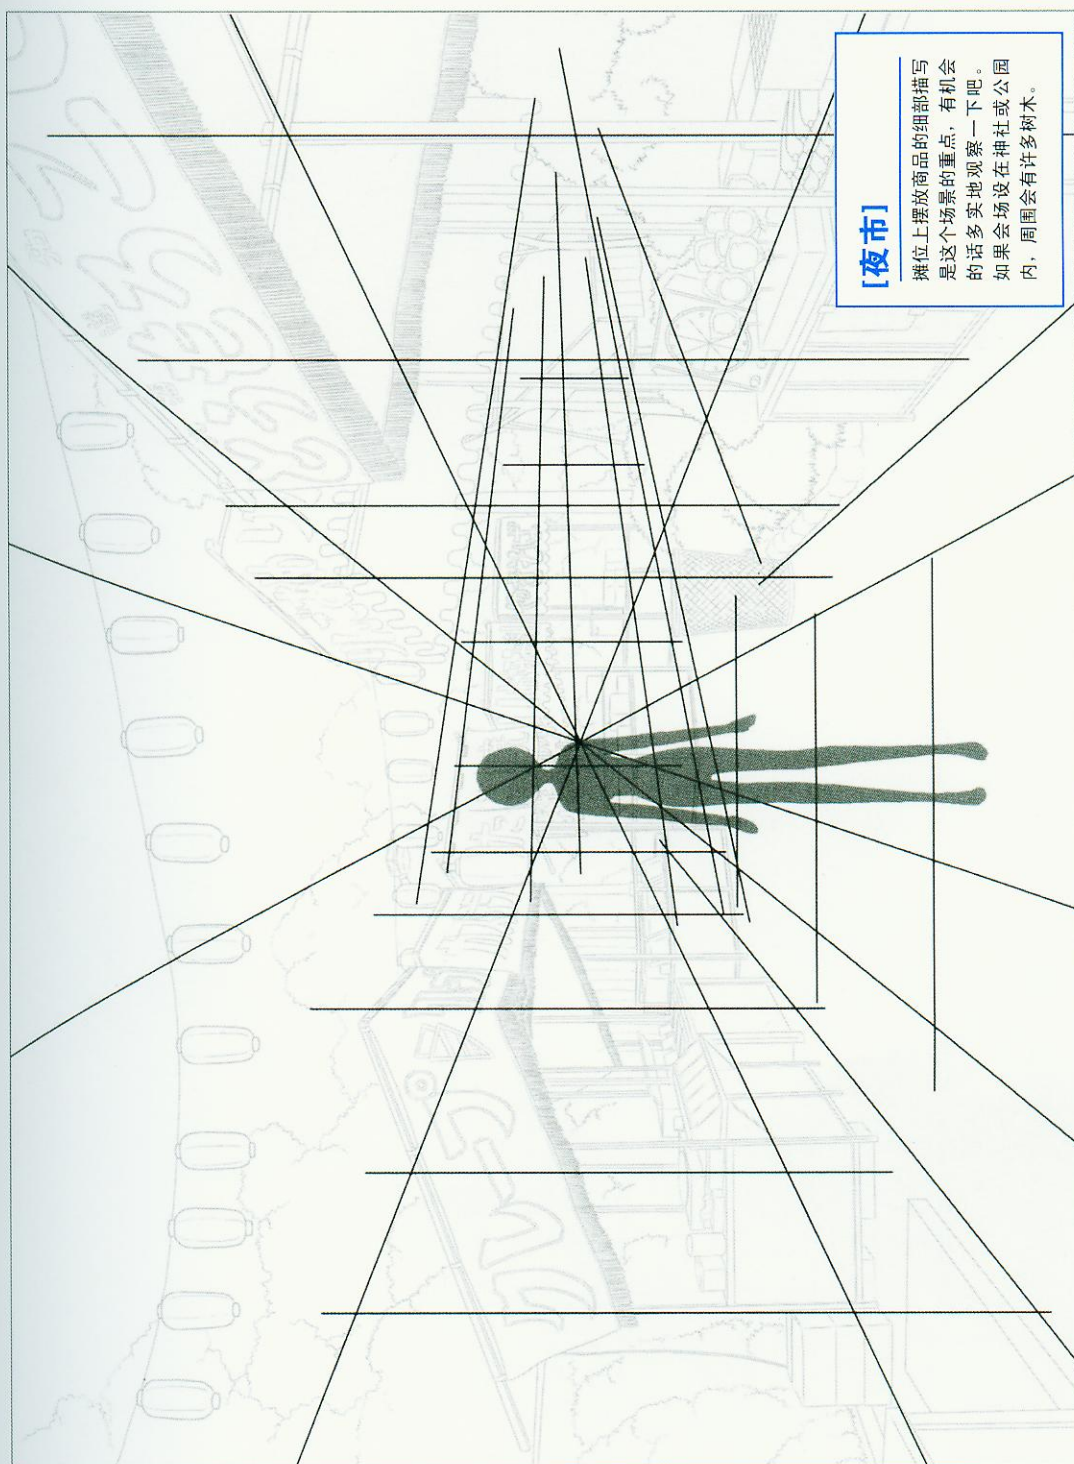 [夜市]
摊位上摆放商品的细部描写
是这个场景的重点，有机会
的话多实地观察一下吧。
如果会场设在神社或公园
内，周围会有许多树木。